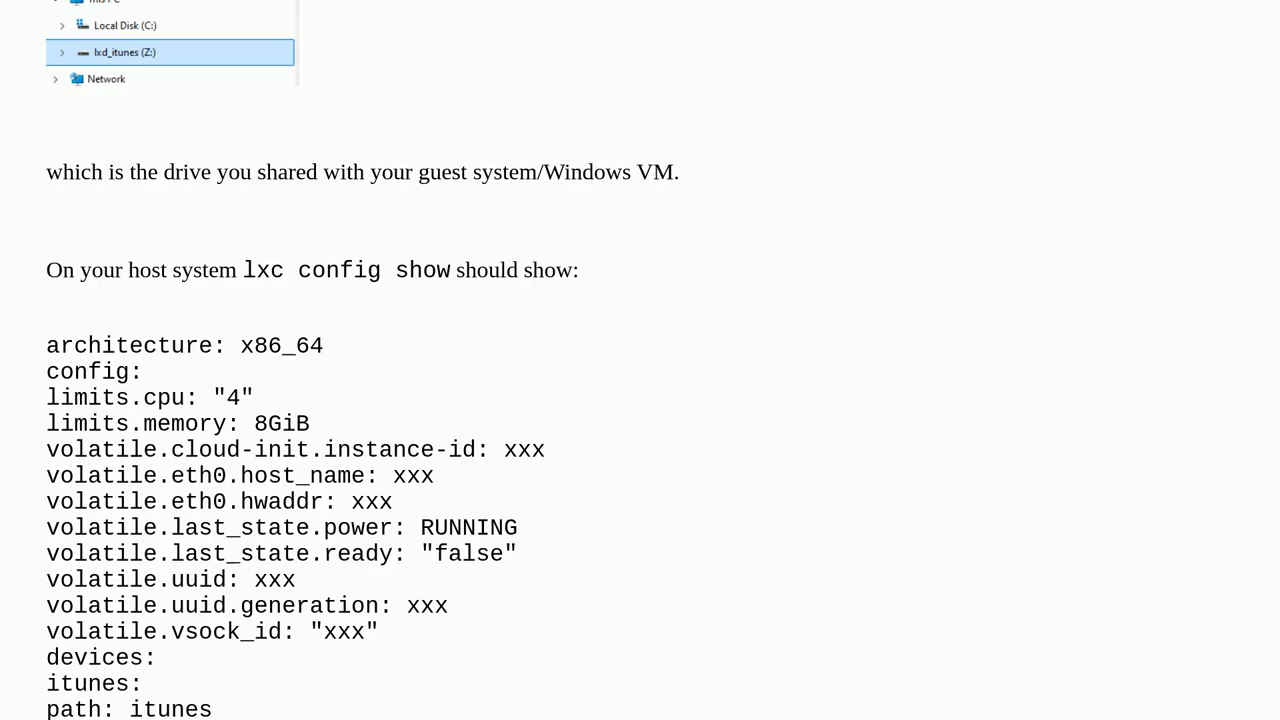 Local Disk (C:)
lxd_itunes (Z:)
Network
which is the drive you shared with your guest system/Windows VM.
On your host system lxc config show should show:
architecture: x86_64
config:
limits.cpu: "4"
limits.memory: 8GiB
volatile.cloud-init.instance-id: xxx
volatile.eth0.host_name: xxx
volatile.eth0.hwaddr: xxx
volatile.last_state.power: RUNNING
volatile.last_state.ready: "false"
volatile.uuid: xxx
volatile.uuid.generation: xxx
volatile.vsock_id: "xxx"
devices:
itunes:
path: itunes